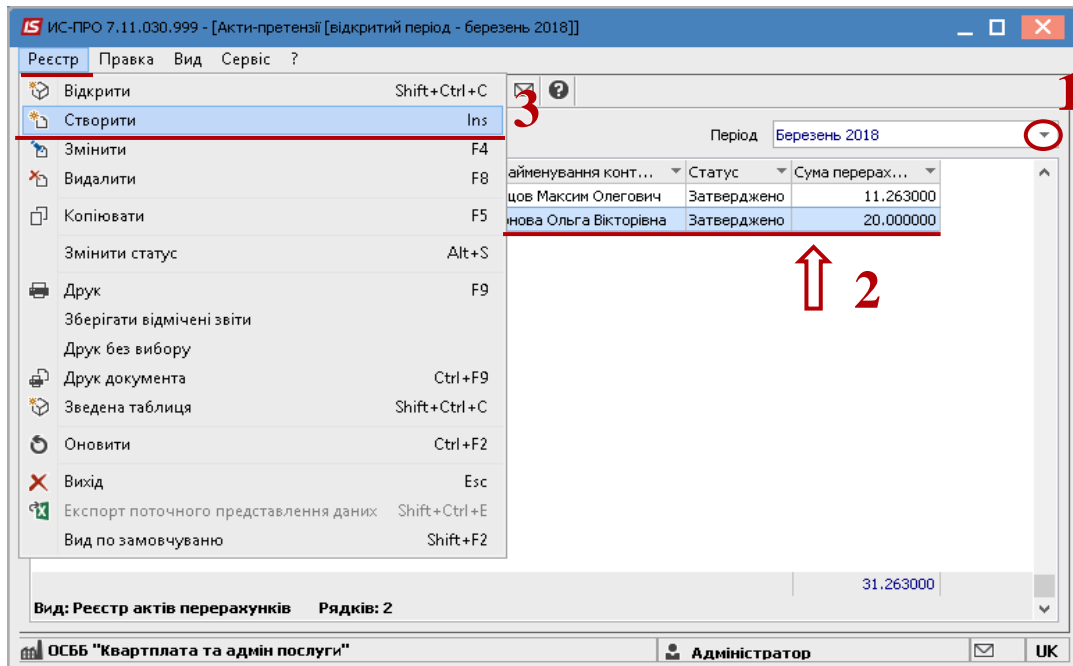 ИС-ПРО 7.11.030.999 - [Акти-претензії [відкритий період - березень 2018]]
Реєстр Правка Вид Сервіс ?
1
Відкрити Shift+Ctrl+C
3
Створити Ins
Період Березень 2018
Змінити F4
Видалити F8
Копіювати F5
Змінити статус Alt+S
Друк F9
Зберігати відмічені звіти
Друк без вибору
Друк документа Ctrl+F9
Зведена таблиця Shift+Ctrl+C
Оновити Ctrl+F2
Вихід Esc
Експорт поточного представлення даних Shift+Ctrl+E
Вид по замовчуваню Shift+F2
айменування конт... Статус Сума перерах...
цов Максим Олегович Затверджено 11.263000
нова Ольга Вікторівна Затверджено 20.000000
2
31.263000
Вид: Реєстр актів перерахунків Рядків: 2
ОСББ "Квартплата та адмін послуги" Адміністратор UK